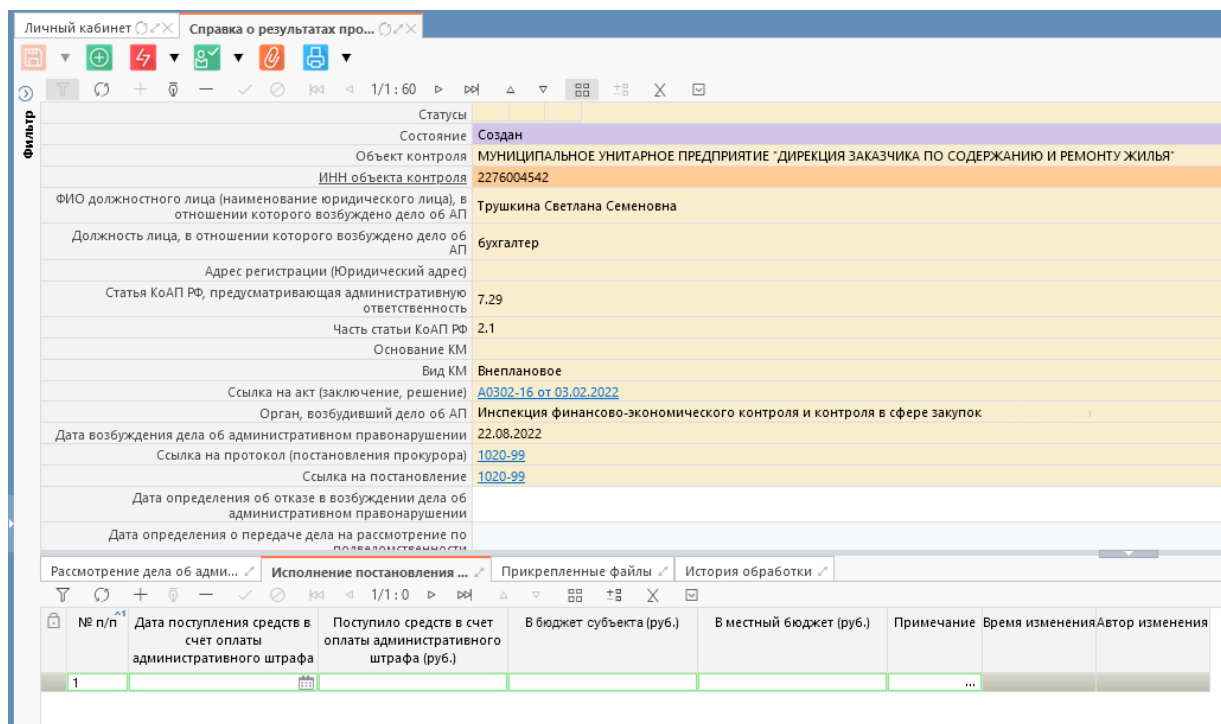 Личный кабинет
Справка о результатах про...
1/1 : 60
Фильтр
Статусы
Состояние Создан
Объект контроля МУНИЦИПАЛЬНОЕ УНИТАРНОЕ ПРЕДПРИЯТИЕ "ДИРЕКЦИЯ ЗАКАЗЧИКА ПО СОДЕРЖАНИЮ И РЕМОНТУ ЖИЛЬЯ"
ИНН объекта контроля 2276004542
ФИО должностного лица (наименование юридического лица), в
отношении которого возбуждено дело об АП
Трушкина Светлана Семеновна
Должность лица, в отношении которого возбуждено дело об
АП
бухгалтер
Адрес регистрации (Юридический адрес)
Статья КоАП РФ, предусматривающая административную
ответственность
7.29
Часть статьи КоАП РФ 2.1
Основание КМ
Вид КМ Внеплановое
Ссылка на акт (заключение, решение) А0302-16 от 03.02.2022
Орган, возбудивший дело об АП Инспекция финансово-экономического контроля и контроля в сфере закупок
Дата возбуждения дела об административном правонарушении 22.08.2022
Ссылка на протокол (постановления прокурора) 1020-99
Ссылка на постановление 1020-99
Дата определения об отказе в возбуждении дела об
административном правонарушении
Дата определения о передаче дела на рассмотрение по
подведомственности
Рассмотрение дела об адми...
Исполнение постановления ...
Прикрепленные файлы
История обработки
1/1 : 0
№ п/п ^1
Дата поступления средств в
счет оплаты
административного штрафа
Поступило средств в счет
оплаты административного
штрафа (руб.)
В бюджет субъекта (руб.)
В местный бюджет (руб.)
Примечание
Время изменения
Автор изменения
1
...